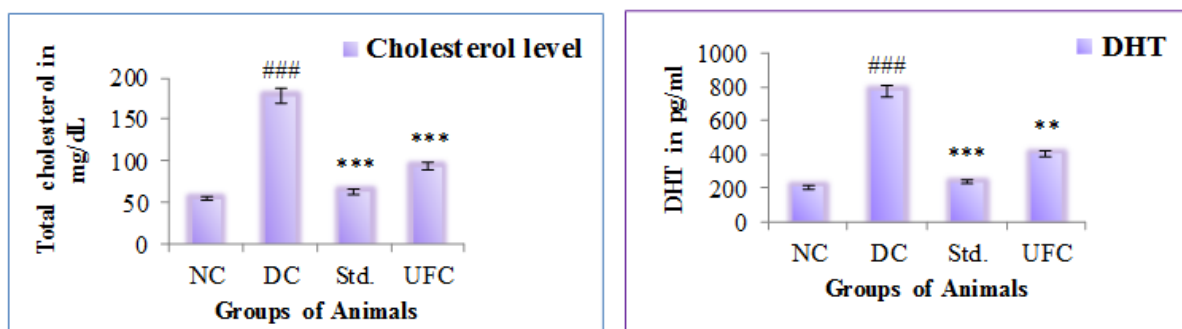 Cholesterol level
Total cholesterol in
mg/dL
200
150
100
50
0
###
***
***
NC DC Std. UFC
Groups of Animals
DHT
DHT in pg/ml
1000
800
600
400
200
0
###
***
**
NC DC Std. UFC
Groups of Animals